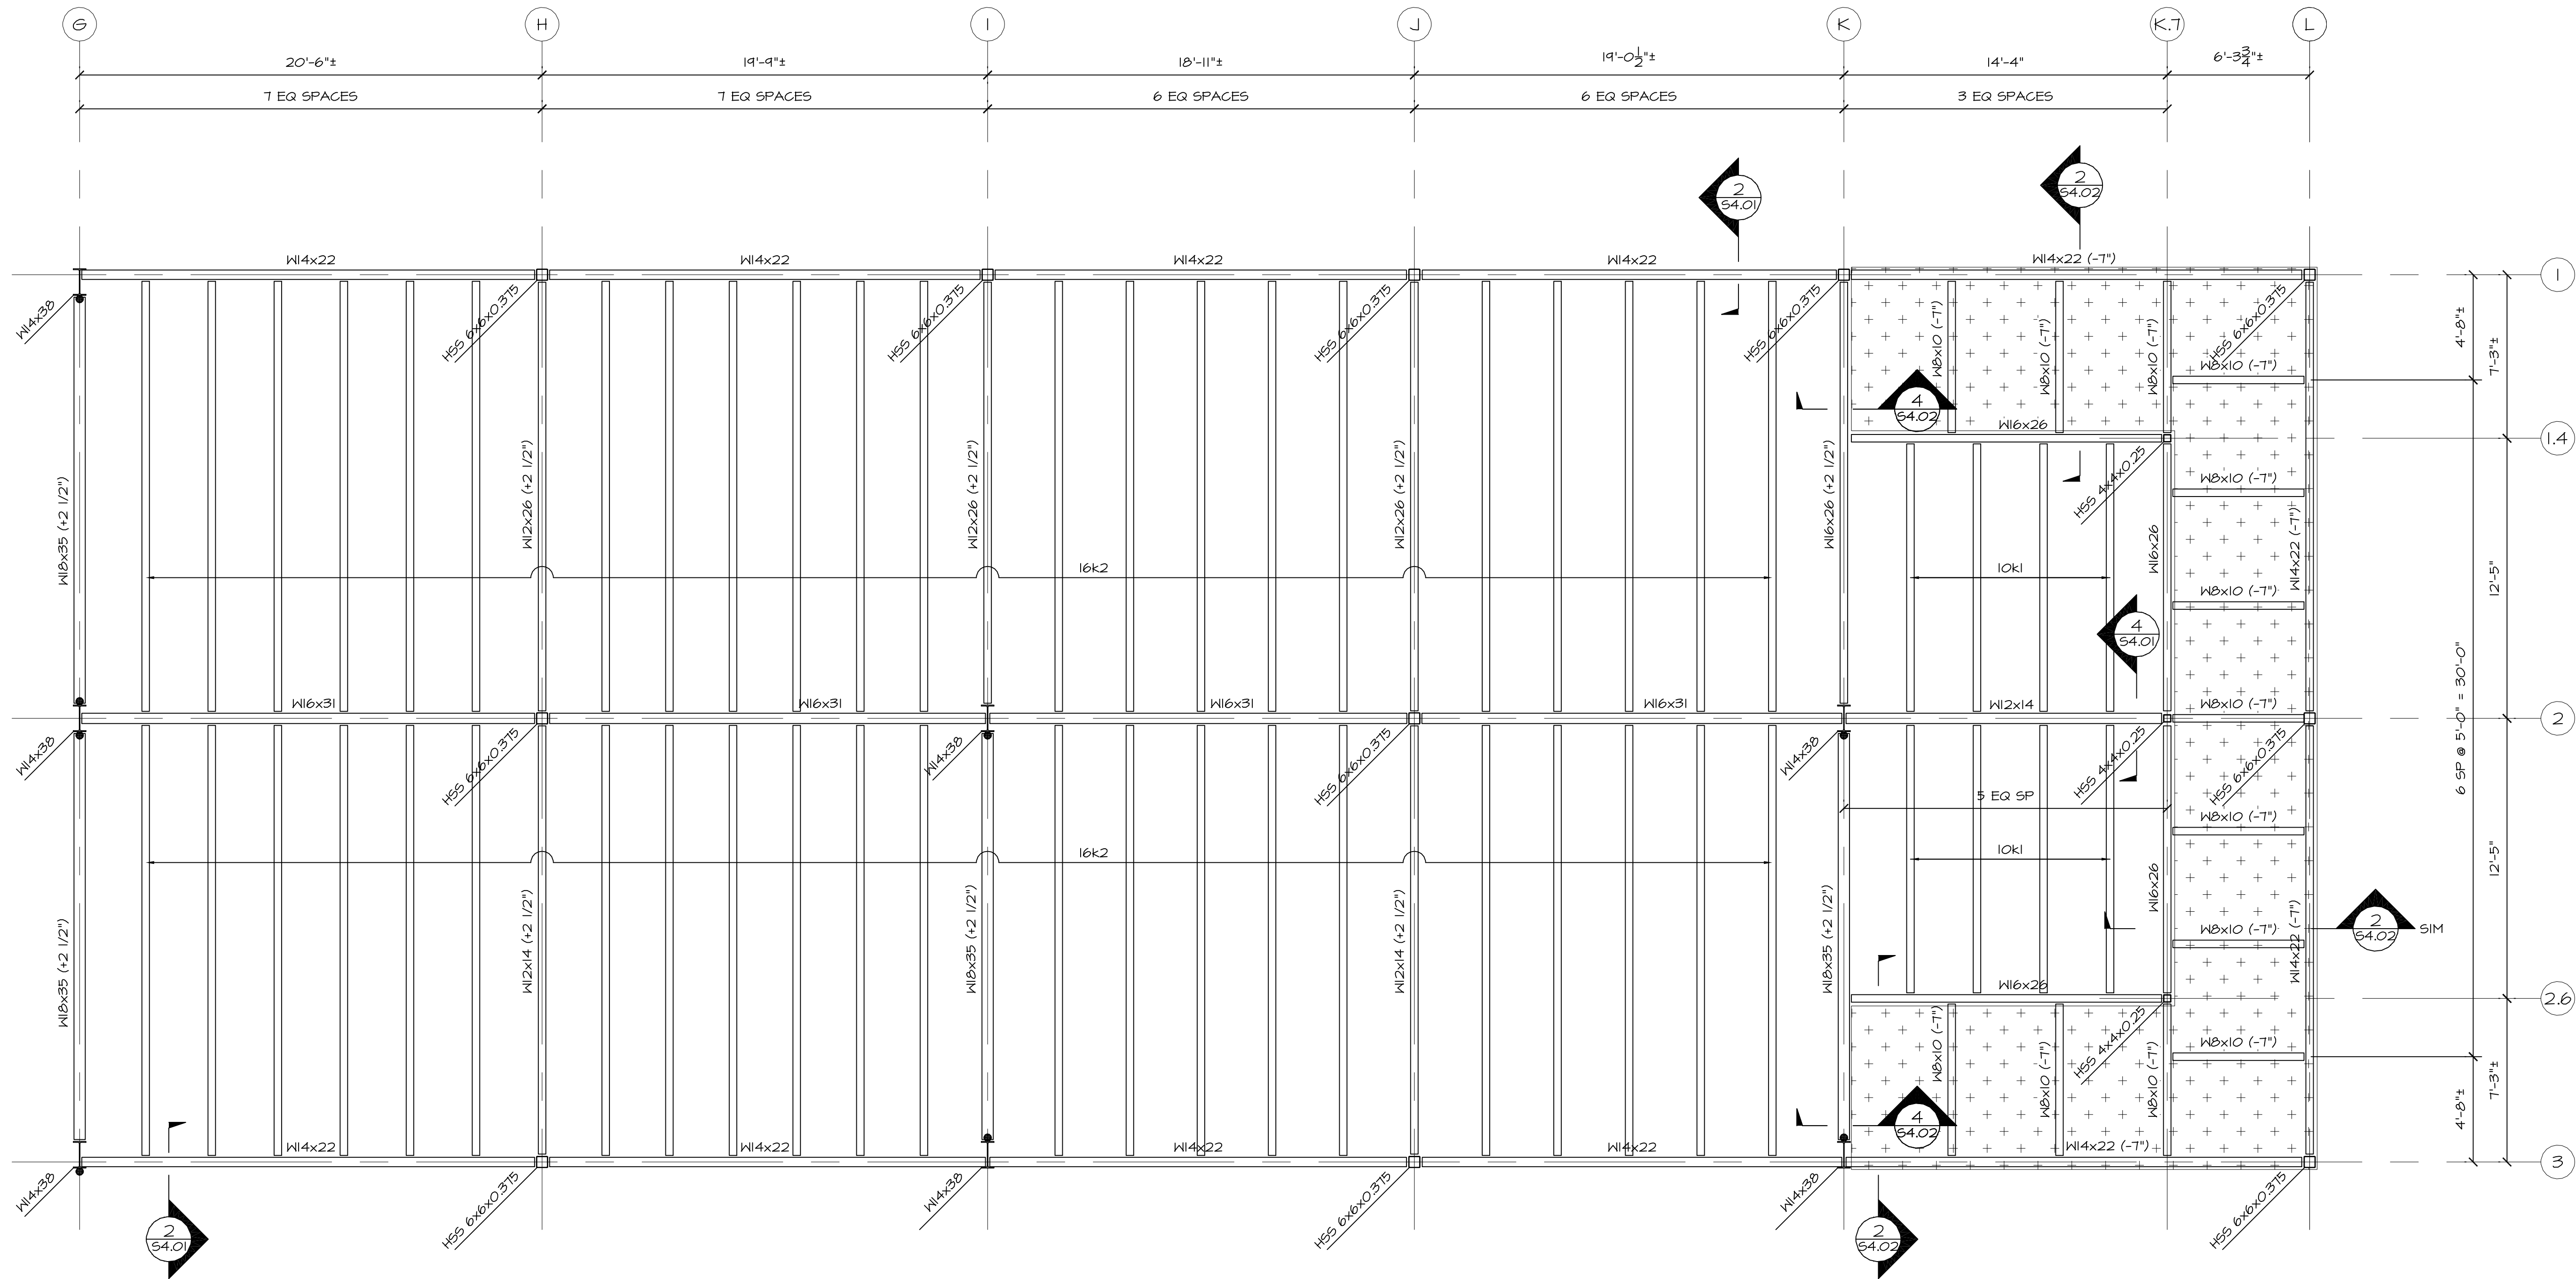 G H I J K K.7 L
20'-6"± 19'-9"± 18'-11"± 19'-0 1/2"± 14'-4" 6'-3 3/4"±
7 EQ SPACES 7 EQ SPACES 6 EQ SPACES 6 EQ SPACES 3 EQ SPACES
2
S4.01
2
S4.02
W14x22 W14x22 W14x22 W14x22 W14x22 (-7")
1
W14x38
HSS 6x6x0.375
HSS 6x6x0.375
HSS 6x6x0.375
HSS 6x6x0.375
HSS 6x6x0.375
W8x10 (-7")
W8x10 (-7")
W8x10 (-7")
4'-8"±
7'-3"±
W8x10 (-7")
4
S4.02
W16x26
1.4
HSS 4x4x0.25
W8x10 (-7")
W18x35 (+2 1/2")
W12x26 (+2 1/2")
W12x26 (+2 1/2")
W12x26 (+2 1/2")
W16x26 (+2 1/2")
W16x26
W14x22 (-7")
16k2
10k1
12'-5"
W8x10 (-7")
4
S4.01
6 SP @ 5'-0" = 30'-0"
W16x31 W16x31 W16x31 W16x31 W12x14 W8x10 (-7")
2
W14x38
HSS 6x6x0.375
W14x38
HSS 6x6x0.375
W14x38
HSS 4x4x0.25
HSS 6x6x0.375
5 EQ SP
W8x10 (-7")
16k2
10k1
12'-5"
W18x35 (+2 1/2")
W12x14 (+2 1/2")
W18x35 (+2 1/2")
W12x14 (+2 1/2")
W18x35 (+2 1/2")
W16x26
W14x22 (-7")
W8x10 (-7")
2
S4.02
SIM
W16x26
2.6
HSS 4x4x0.25
W8x10 (-7")
W8x10 (-7")
W8x10 (-7")
W8x10 (-7")
4'-8"±
7'-3"±
4
S4.02
W14x22 W14x22 W14x22 W14x22 W14x22 (-7")
3
W14x38
HSS 6x6x0.375
W14x38
HSS 6x6x0.375
W14x38
HSS 6x6x0.375
2
S4.01
2
S4.02